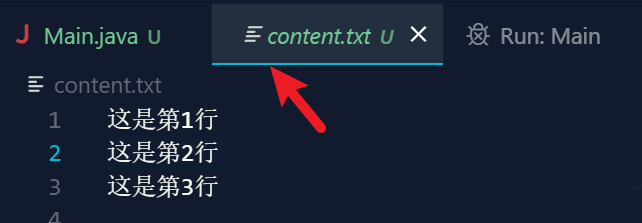 Main.java U
content.txt U
Run: Main
content.txt
1 这是第1行
2 这是第2行
3 这是第3行
4